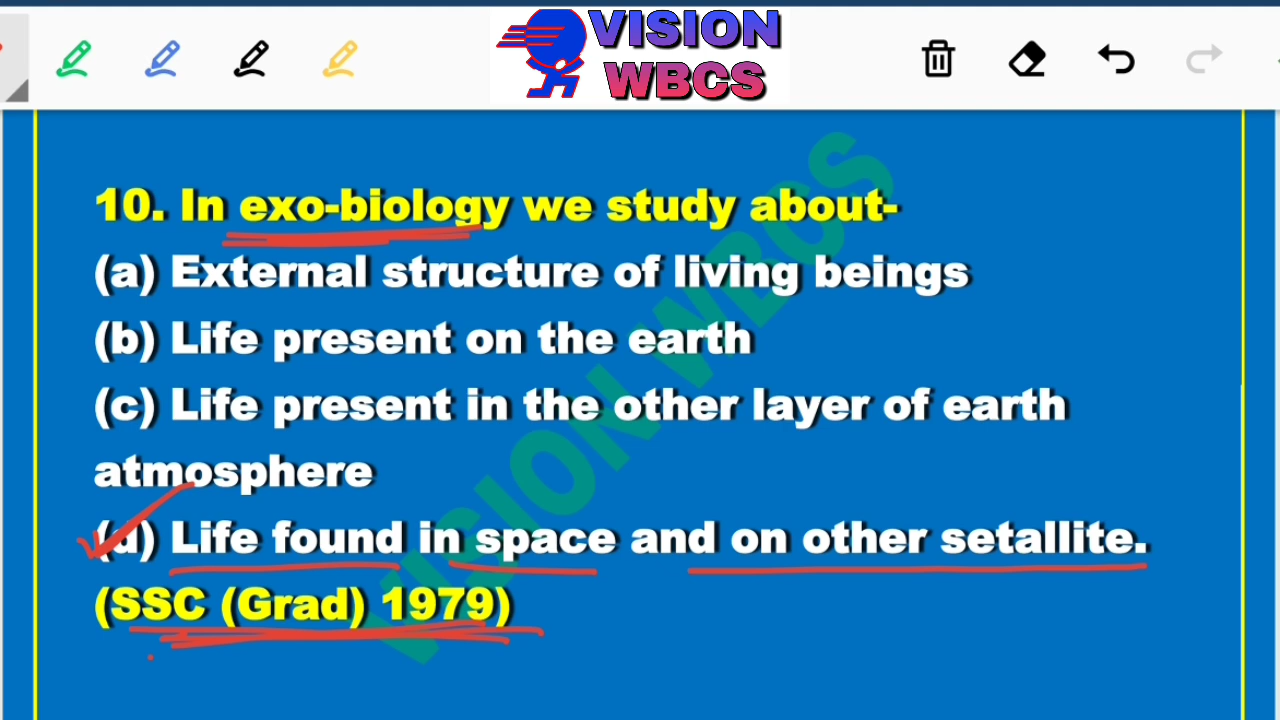 VISION
WBCS
10. In exo-biology we study about-
(a) External structure of living beings
(b) Life present on the earth
(c) Life present in the other layer of earth
atmosphere
(d) Life found in space and on other setallite.
(SSC (Grad) 1979)
VISION WBCS